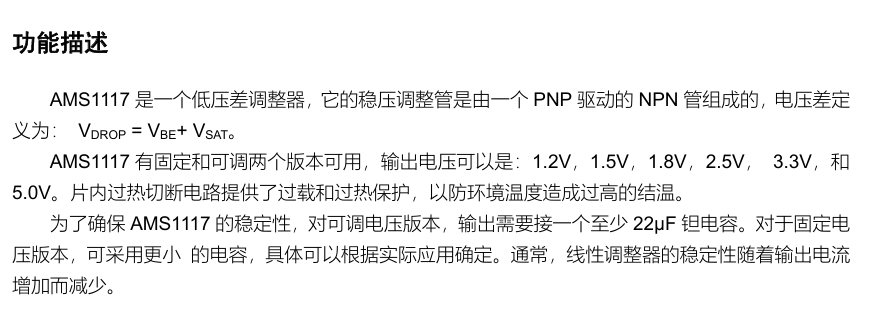 功能描述
AMS1117 是一个低压差调整器，它的稳压调整管是由一个 PNP 驱动的 NPN 管组成的，电压差定
义为： VDROP = VBE+ VSAT。
AMS1117 有固定和可调两个版本可用，输出电压可以是：1.2V，1.5V，1.8V，2.5V， 3.3V，和
5.0V。片内过热切断电路提供了过载和过热保护，以防环境温度造成过高的结温。
为了确保 AMS1117 的稳定性，对可调电压版本，输出需要接一个至少 22μF 钽电容。对于固定电
压版本，可采用更小 的电容，具体可以根据实际应用确定。通常，线性调整器的稳定性随着输出电流
增加而减少。